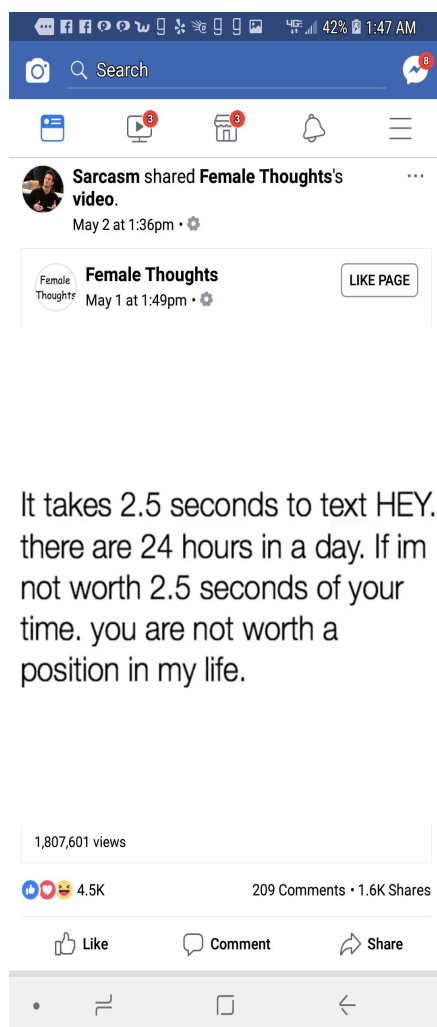 42% 1:47 AM
Search
8
3
3
Sarcasm shared Female Thoughts's
video.
May 2 at 1:36pm •
Female Thoughts
Female Thoughts
May 1 at 1:49pm •
LIKE PAGE
It takes 2.5 seconds to text HEY.
there are 24 hours in a day. If im
not worth 2.5 seconds of your
time. you are not worth a
position in my life.
1,807,601 views
4.5K
209 Comments • 1.6K Shares
Like
Comment
Share